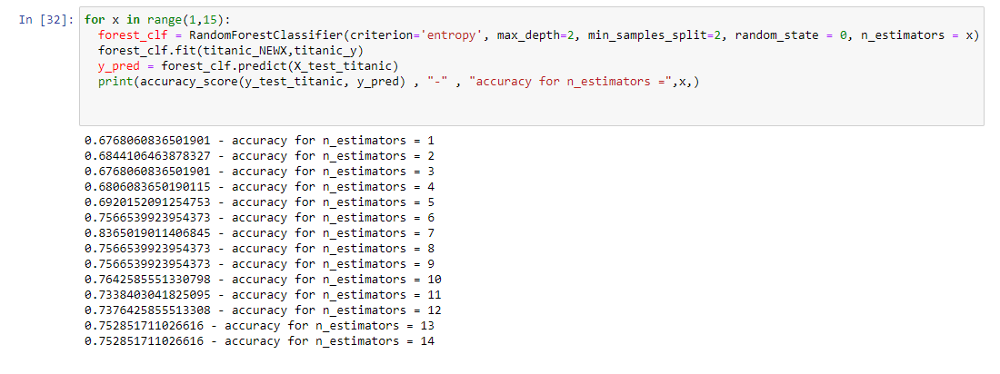 In [32]: for x in range(1,15):
forest_clf = RandomForestClassifier(criterion='entropy', max_depth=2, min_samples_split=2, random_state = 0, n_estimators = x)
forest_clf.fit(titanic_NEWX,titanic_y)
y_pred = forest_clf.predict(X_test_titanic)
print(accuracy_score(y_test_titanic, y_pred) , "-" , "accuracy for n_estimators =",x,)
0.6768060836501901 - accuracy for n_estimators = 1
0.6844106463878327 - accuracy for n_estimators = 2
0.6768060836501901 - accuracy for n_estimators = 3
0.6806083650190115 - accuracy for n_estimators = 4
0.6920152091254753 - accuracy for n_estimators = 5
0.7566539923954373 - accuracy for n_estimators = 6
0.8365019011406845 - accuracy for n_estimators = 7
0.7566539923954373 - accuracy for n_estimators = 8
0.7566539923954373 - accuracy for n_estimators = 9
0.7642585551330798 - accuracy for n_estimators = 10
0.7338403041825095 - accuracy for n_estimators = 11
0.7376425855513308 - accuracy for n_estimators = 12
0.752851711026616 - accuracy for n_estimators = 13
0.752851711026616 - accuracy for n_estimators = 14